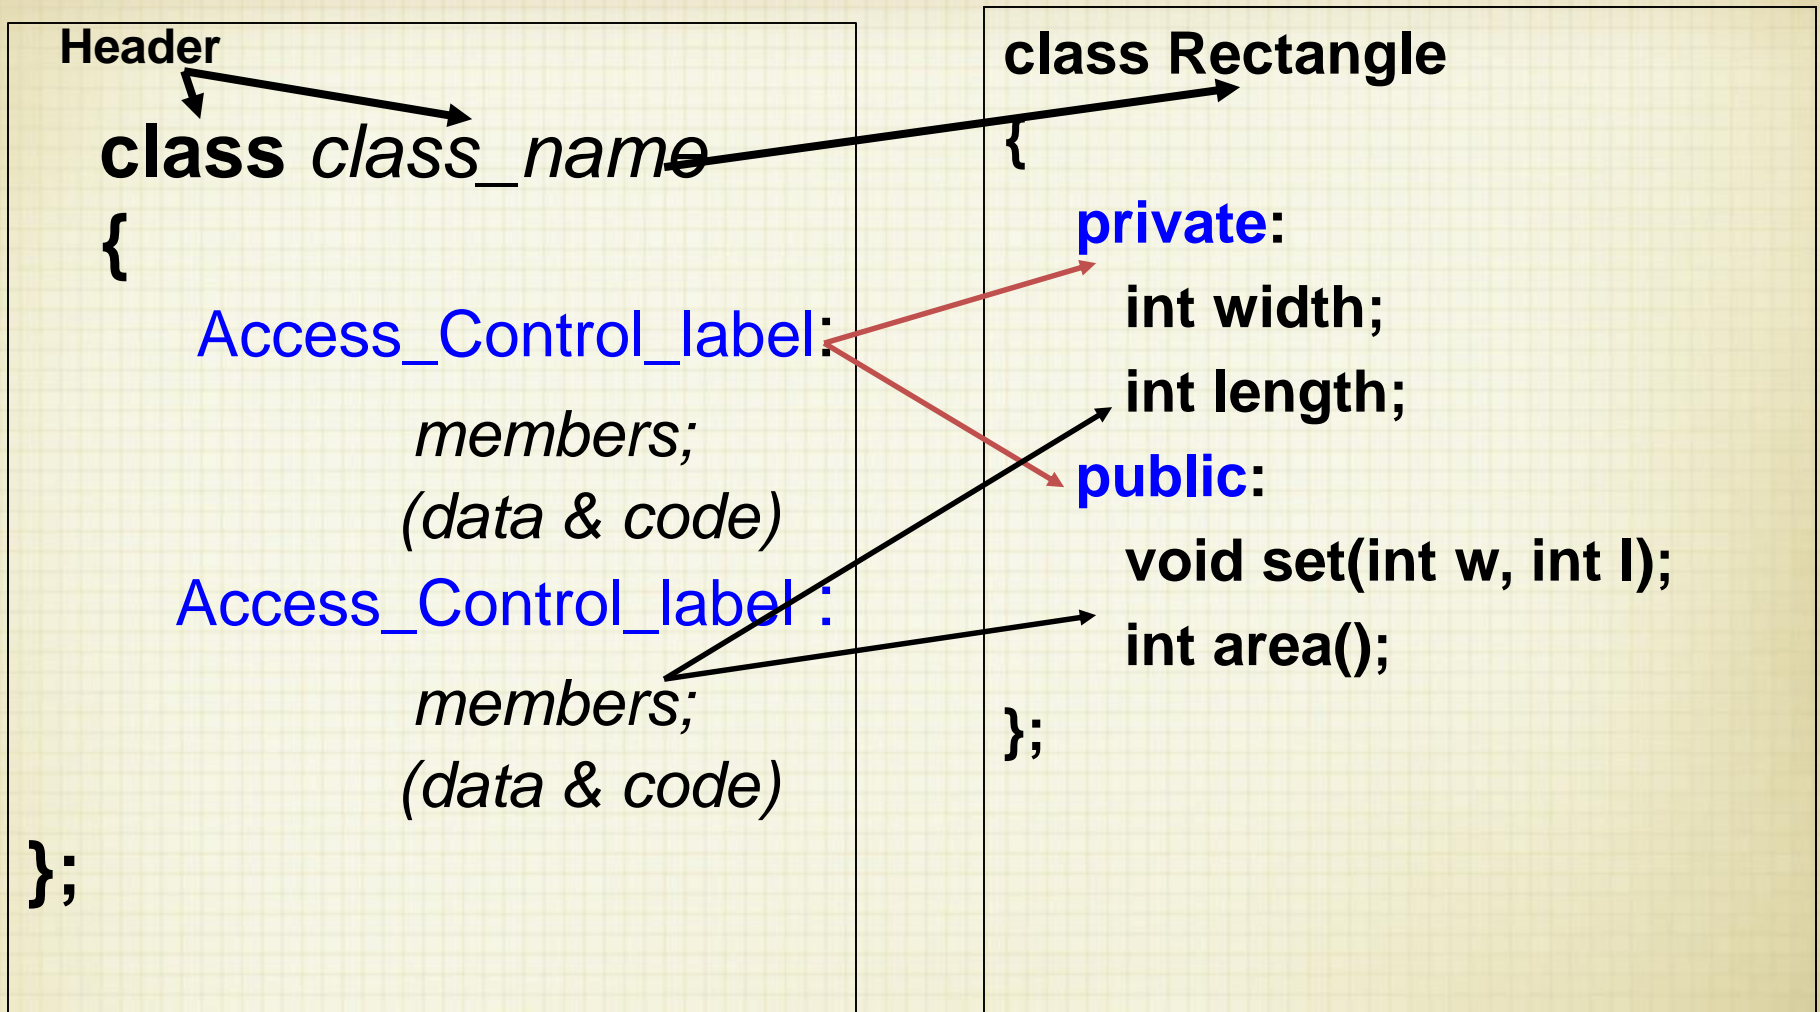 Header
class class_name
{
Access_Control_label:
members;
(data & code)
Access_Control_label :
members;
(data & code)
};
class Rectangle
{
private:
int width;
int length;
public:
void set(int w, int l);
int area();
};